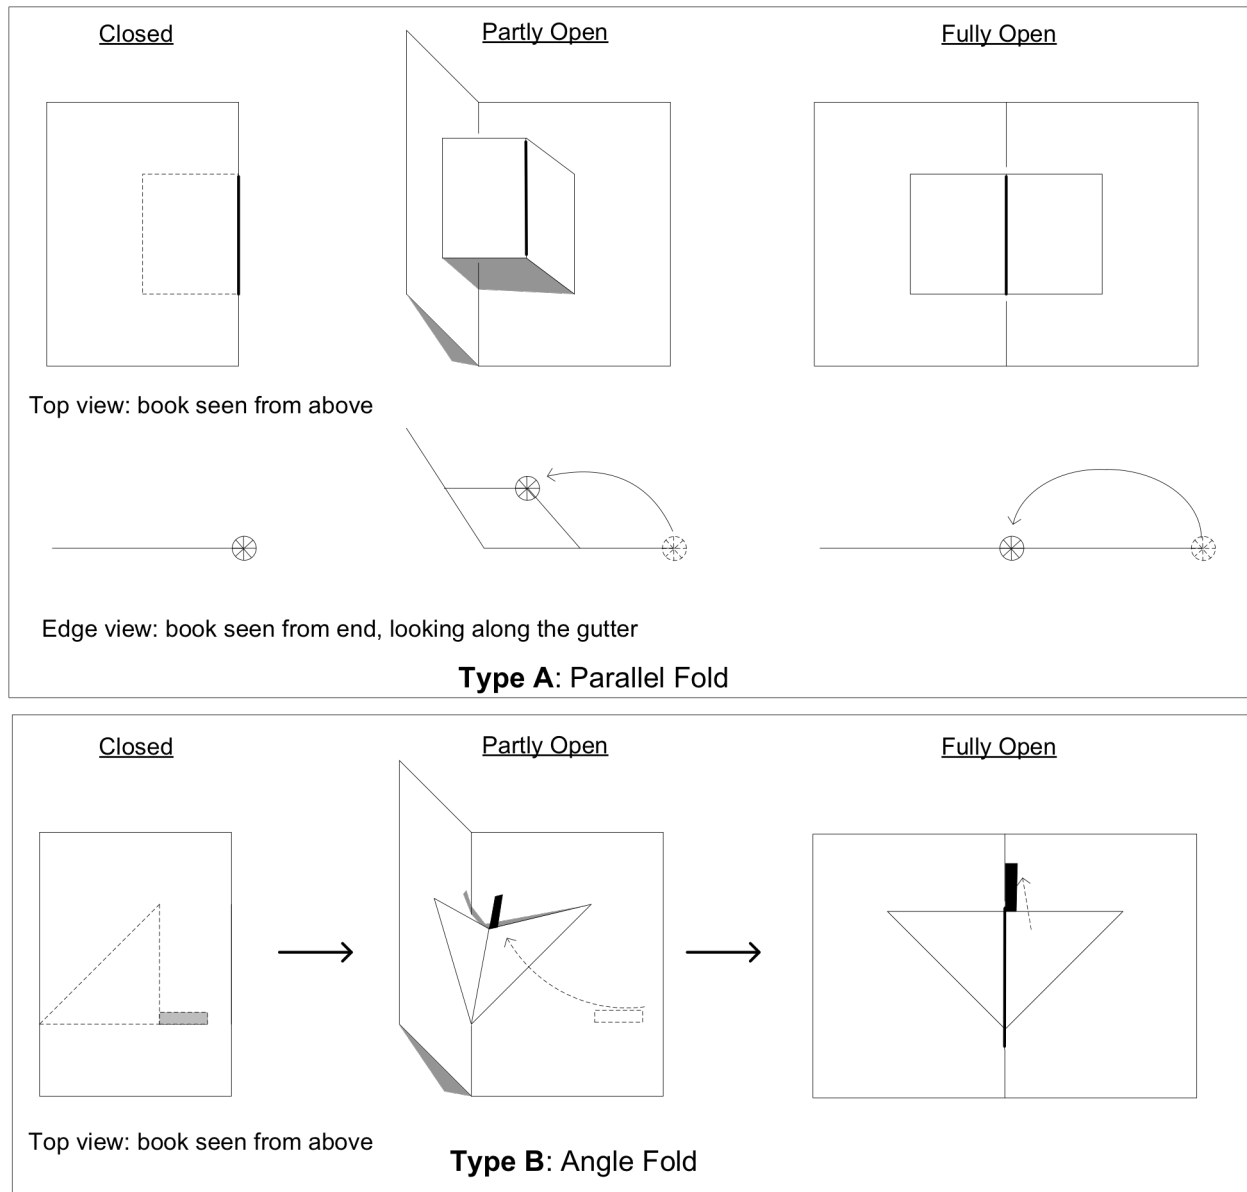 Closed
Partly Open
Fully Open
Top view: book seen from above
Edge view: book seen from end, looking along the gutter
Type A: Parallel Fold
Closed
Partly Open
Fully Open
Top view: book seen from above
Type B: Angle Fold